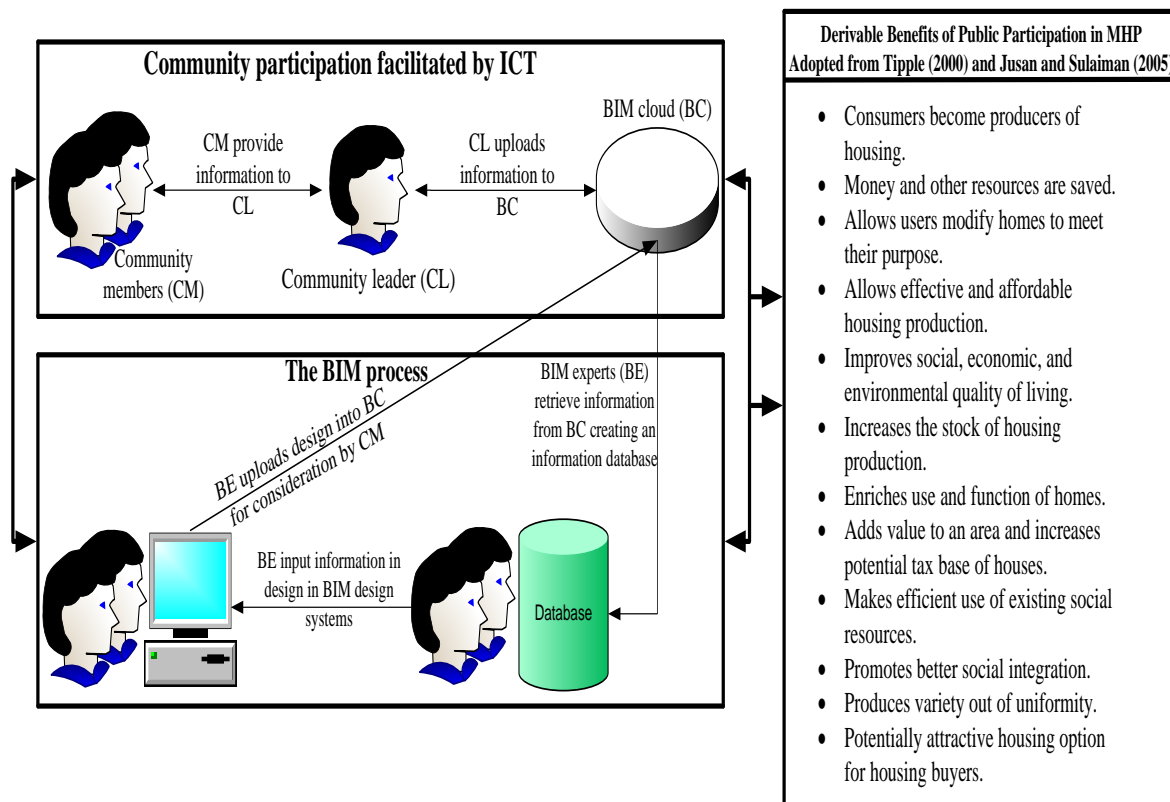 Community participation facilitated by ICT
CM provide
information to
CL
CL uploads
information to
BC
BIM cloud (BC)
Community
members (CM)
Community leader (CL)
The BIM process
BE uploads design into BC
for consideration by CM
BIM experts (BE)
retrieve information
from BC creating an
information database
BE input information in
design in BIM design
systems
Database
Derivable Benefits of Public Participation in MHP
Adopted from Tipple (2000) and Jusan and Sulaiman (2005)
• Consumers become producers of
housing.
• Money and other resources are saved.
• Allows users modify homes to meet
their purpose.
• Allows effective and affordable
housing production.
• Improves social, economic, and
environmental quality of living.
• Increases the stock of housing
production.
• Enriches use and function of homes.
• Adds value to an area and increases
potential tax base of houses.
• Makes efficient use of existing social
resources.
• Promotes better social integration.
• Produces variety out of uniformity.
• Potentially attractive housing option
for housing buyers.